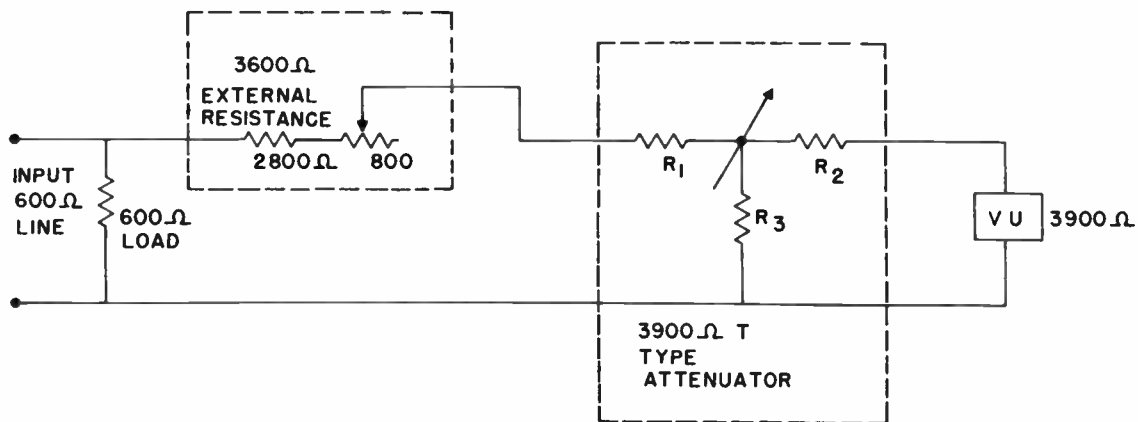 3600Ω
EXTERNAL
RESISTANCE
2800Ω
800
INPUT
600Ω
LINE
600Ω
LOAD
R1
R2
R3
VU
3900Ω
3900Ω T
TYPE
ATTENUATOR